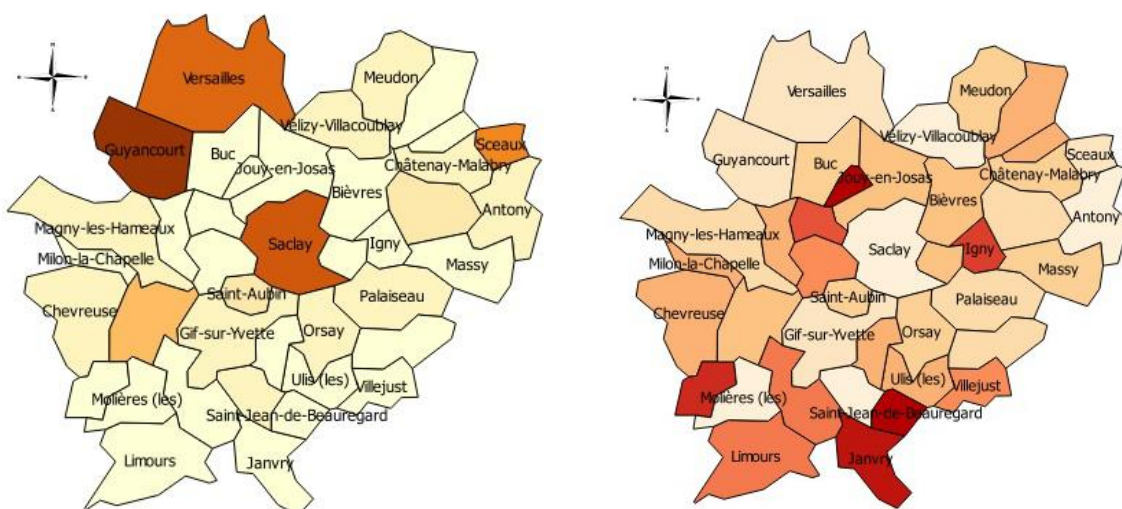 Versailles
Meudon
Vélizy-Villacoublay
Sceaux
Guyancourt
Buc
Jouy-en-Josas
Châtenay-Malabry
Bièvres
Antony
Magny-les-Hameaux
Igny
Saclay
Milon-la-Chapelle
Massy
Saint-Aubin
Palaiseau
Chevreuse
Gif-sur-Yvette
Orsay
Ulis (les)
Villejust
Molières (les)
Saint-Jean-de-Beauregard
Limours
Janvry
Versailles
Meudon
Vélizy-Villacoublay
Sceaux
Guyancourt
Buc
Jouy-en-Josas
Châtenay-Malabry
Bièvres
Antony
Magny-les-Hameaux
Igny
Saclay
Milon-la-Chapelle
Massy
Saint-Aubin
Palaiseau
Chevreuse
Gif-sur-Yvette
Orsay
Ulis (les)
Villejust
Molières (les)
Saint-Jean-de-Beauregard
Limours
Janvry